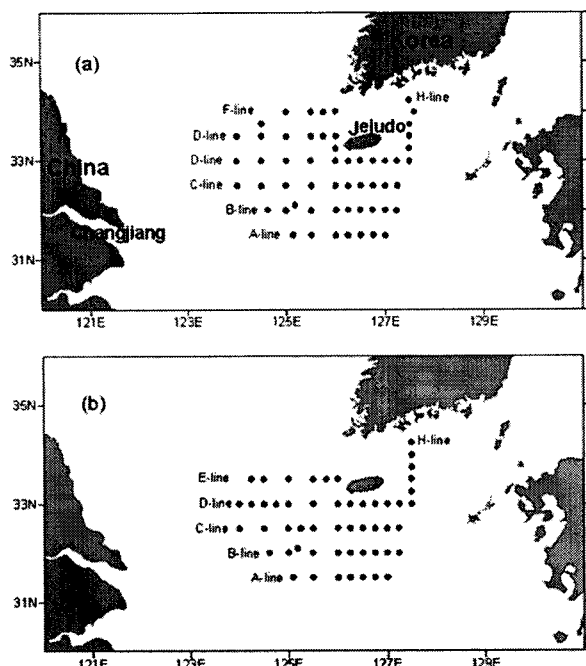 (a)
Korea
35N
H-line
F-line
Jejudo
D-line
33N
D-line
China
C-line
B-line
Changjiang
A-line
31N
121E 123E 125E 127E 129E
(b)
35N
H-line
E-line
33N
D-line
C-line
B-line
A-line
31N
121E 123E 125E 127E 129E